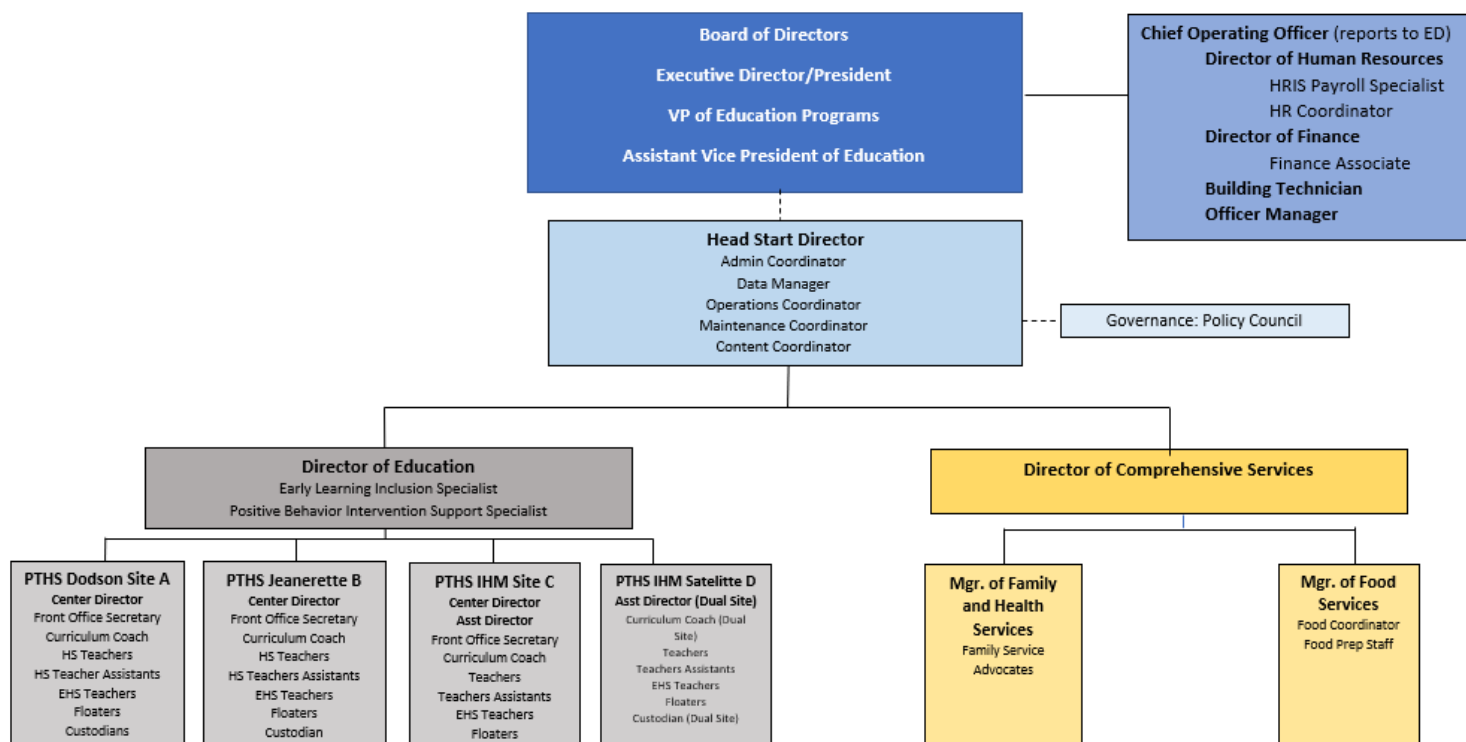 Board of Directors
Executive Director/President
VP of Education Programs
Assistant Vice President of Education
Chief Operating Officer (reports to ED)
Director of Human Resources
HRIS Payroll Specialist
HR Coordinator
Director of Finance
Finance Associate
Building Technician
Officer Manager
Head Start Director
Admin Coordinator
Data Manager
Operations Coordinator
Maintenance Coordinator
Content Coordinator
Governance: Policy Council
Director of Education
Early Learning Inclusion Specialist
Positive Behavior Intervention Support Specialist
Director of Comprehensive Services
PTHS Dodson Site A
Center Director
Front Office Secretary
Curriculum Coach
HS Teachers
HS Teacher Assistants
EHS Teachers
Floaters
Custodians
PTHS Jeanerette B
Center Director
Front Office Secretary
Curriculum Coach
HS Teachers
HS Teachers Assistants
EHS Teachers
Floaters
Custodian
PTHS IHM Site C
Center Director
Asst Director
Front Office Secretary
Curriculum Coach
Teachers
Teachers Assistants
EHS Teachers
Floaters
PTHS IHM Satelitte D
Asst Director (Dual Site)
Curriculum Coach (Dual
Site)
Teachers
Teachers Assistants
EHS Teachers
Floaters
Custodian (Dual Site)
Mgr. of Family
and Health
Services
Family Service
Advocates
Mgr. of Food
Services
Food Coordinator
Food Prep Staff